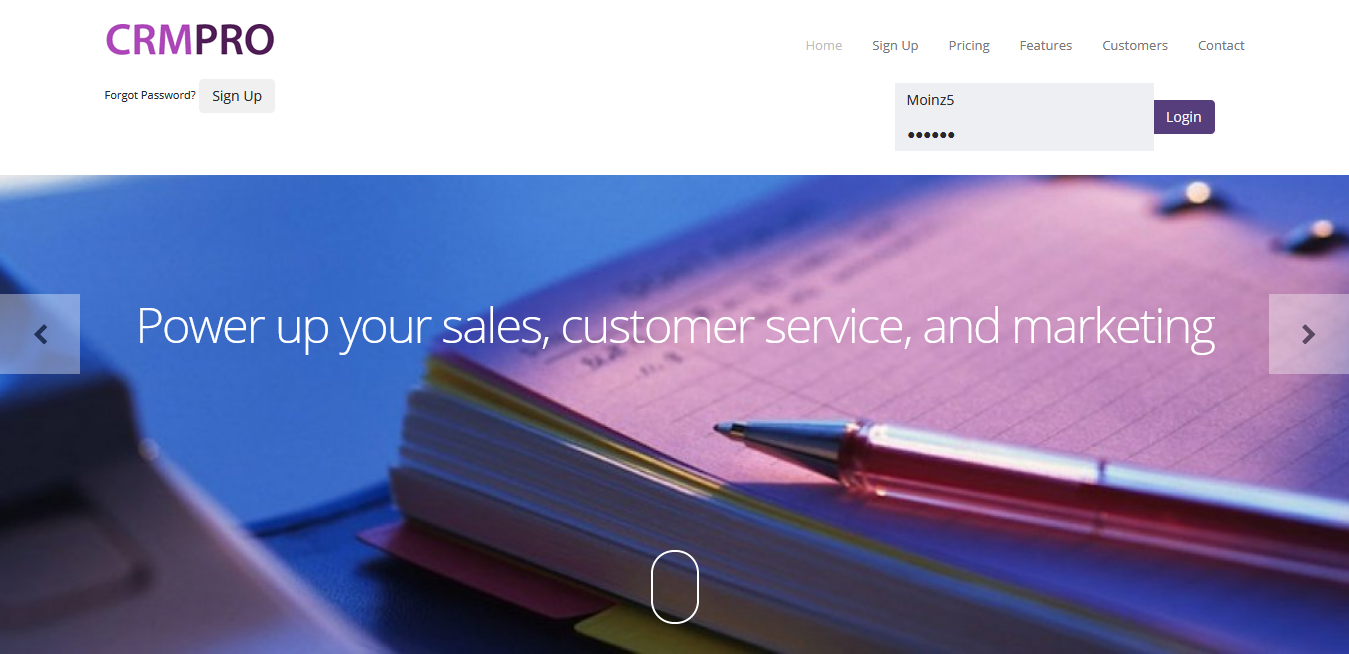 CRMPRO
Home Sign Up Pricing Features Customers Contact
Forgot Password? Sign Up
Moinz5
●●●●●●
Login
Power up your sales, customer service, and marketing